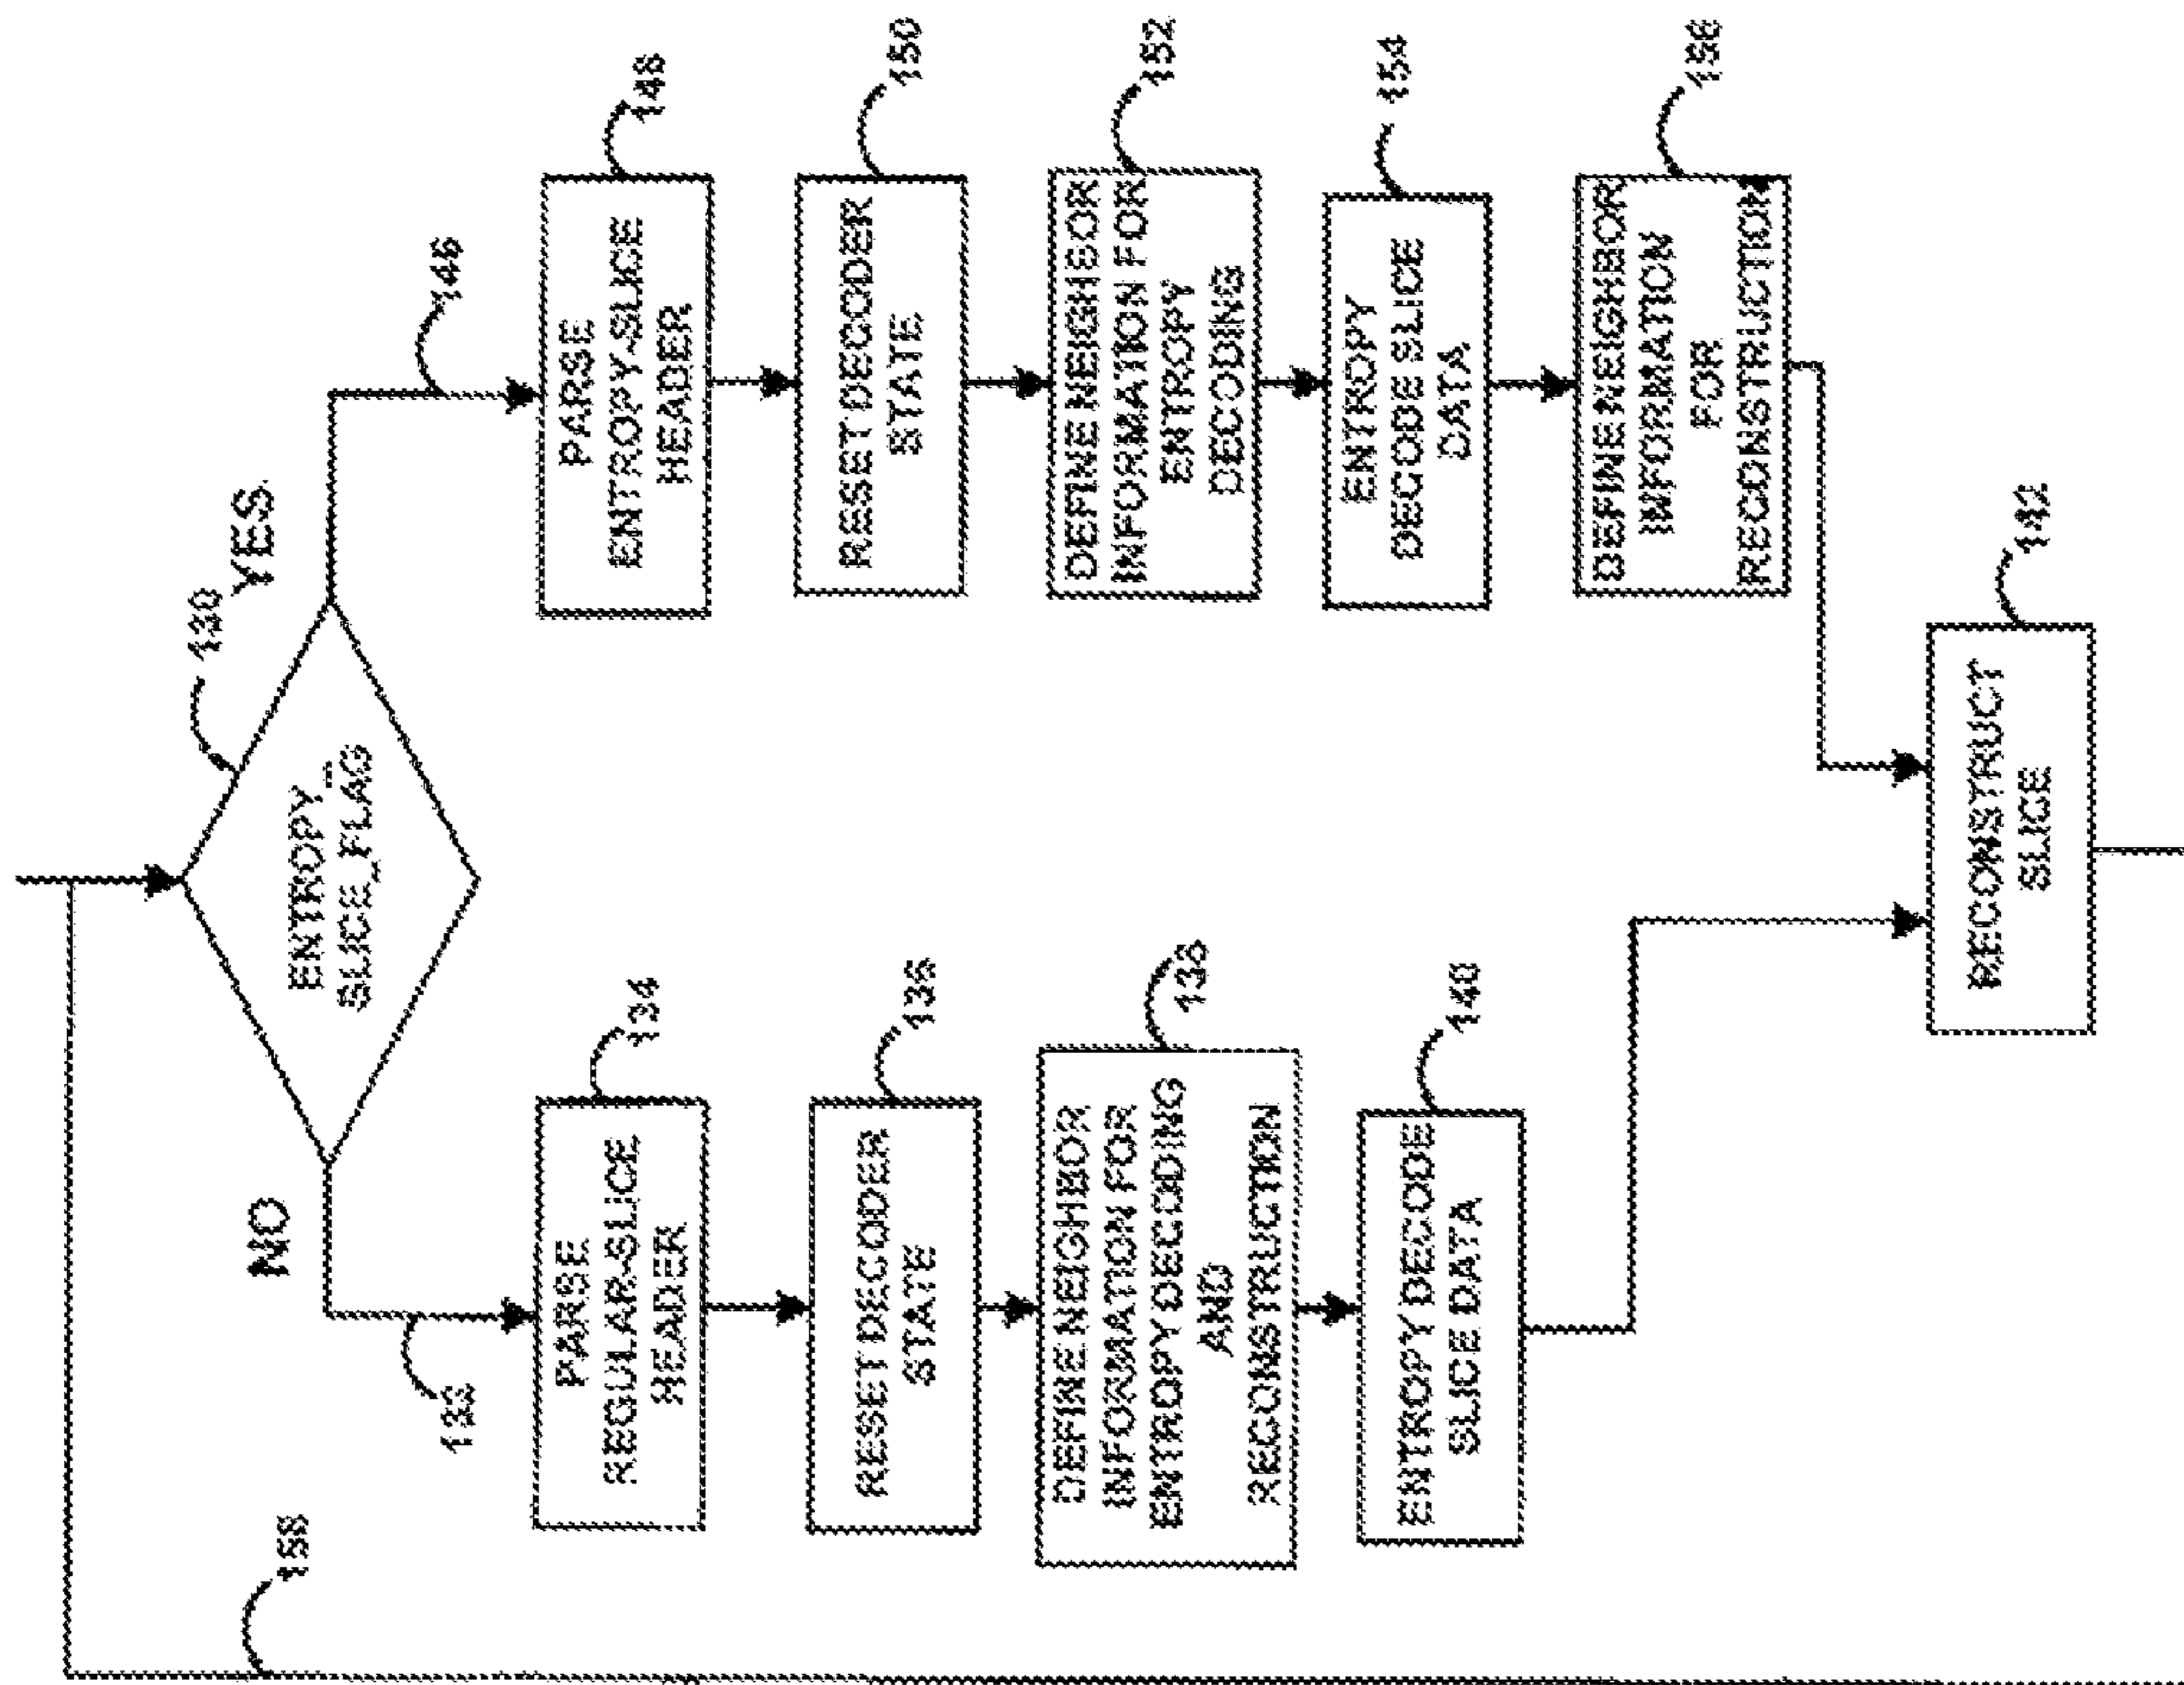 130
ENTROPY_
SLICE_FLAG
NO
YES
132
146
134
PARSE
REGULAR-SLICE
HEADER
148
PARSE
ENTROPY-SLICE
HEADER
136
RESET DECODER
STATE
150
RESET DECODER
STATE
138
DEFINE NEIGHBOR
INFORMATION FOR
ENTROPY DECODING
AND
RECONSTRUCTION
152
DEFINE NEIGHBOR
INFORMATION FOR
ENTROPY
DECODING
140
ENTROPY DECODE
SLICE DATA
154
ENTROPY
DECODE SLICE
DATA
156
DEFINE NEIGHBOR
INFORMATION
FOR
RECONSTRUCTION
142
RECONSTRUCT
SLICE
158